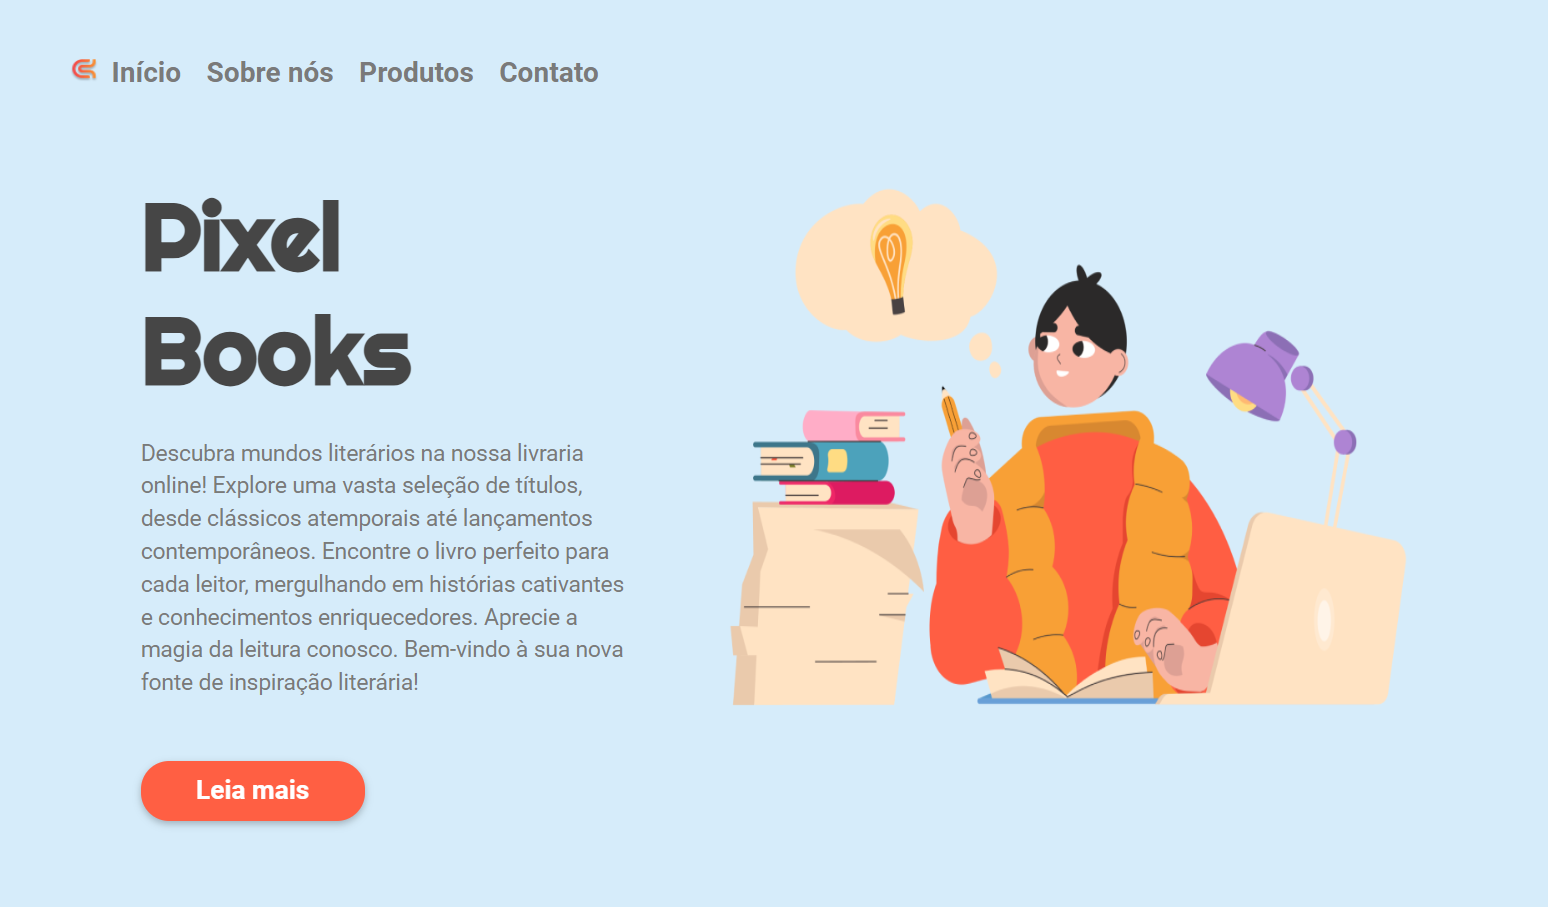 Início Sobre nós Produtos Contato
Pixel
Books
Descubra mundos literários na nossa livraria
online! Explore uma vasta seleção de títulos,
desde clássicos atemporais até lançamentos
contemporâneos. Encontre o livro perfeito para
cada leitor, mergulhando em histórias cativantes
e conhecimentos enriquecedores. Aprecie a
magia da leitura conosco. Bem-vindo à sua nova
fonte de inspiração literária!
Leia mais